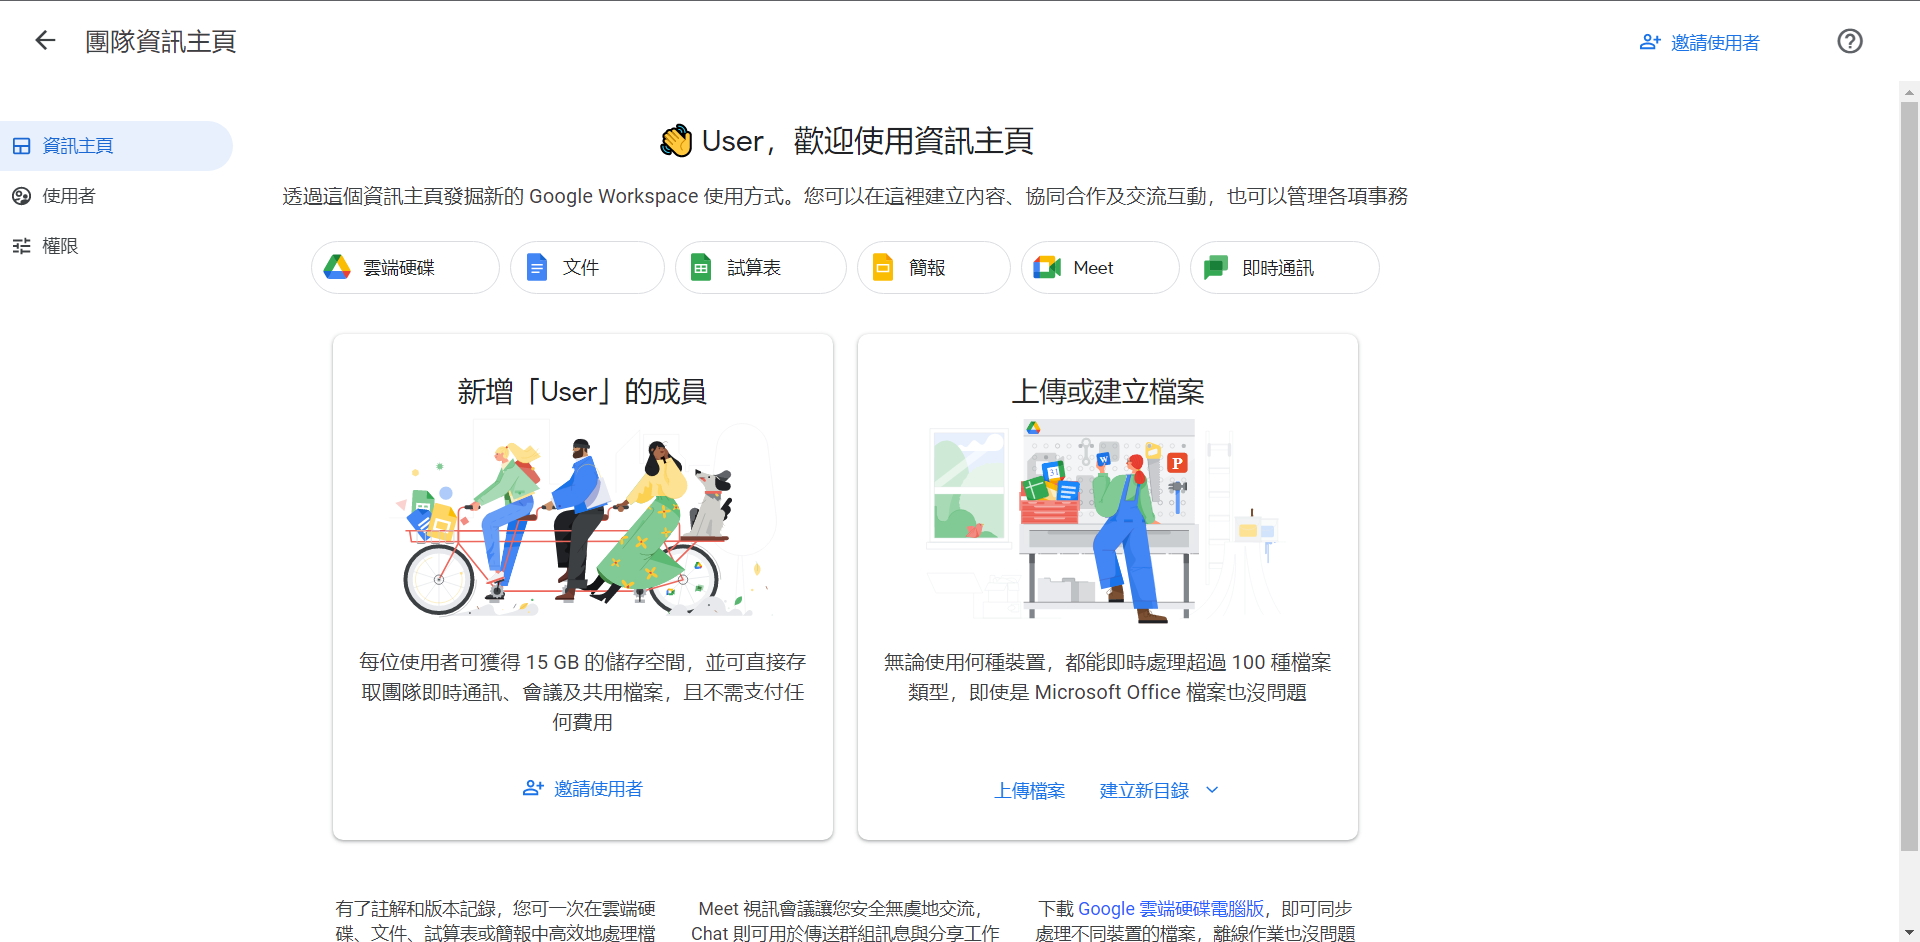 團隊資訊主頁
邀請使用者
資訊主頁
使用者
權限
👋 User，歡迎使用資訊主頁
透過這個資訊主頁發掘新的 Google Workspace 使用方式。您可以在這裡建立內容、協同合作及交流互動，也可以管理各項事務
雲端硬碟
文件
試算表
簡報
Meet
即時通訊
新增「User」的成員
每位使用者可獲得 15 GB 的儲存空間，並可直接存
取團隊即時通訊、會議及共用檔案，且不需支付任
何費用
邀請使用者
上傳或建立檔案
31
W
P
無論使用何種裝置，都能即時處理超過 100 種檔案
類型，即使是 Microsoft Office 檔案也沒問題
上傳檔案
建立新目錄
有了註解和版本記錄，您可一次在雲端硬
碟、文件、試算表或簡報中高效地處理檔
Meet 視訊會議讓您安全無虞地交流，
Chat 則可用於傳送群組訊息與分享工作
下載 Google 雲端硬碟電腦版，即可同步
處理不同裝置的檔案，離線作業也沒問題